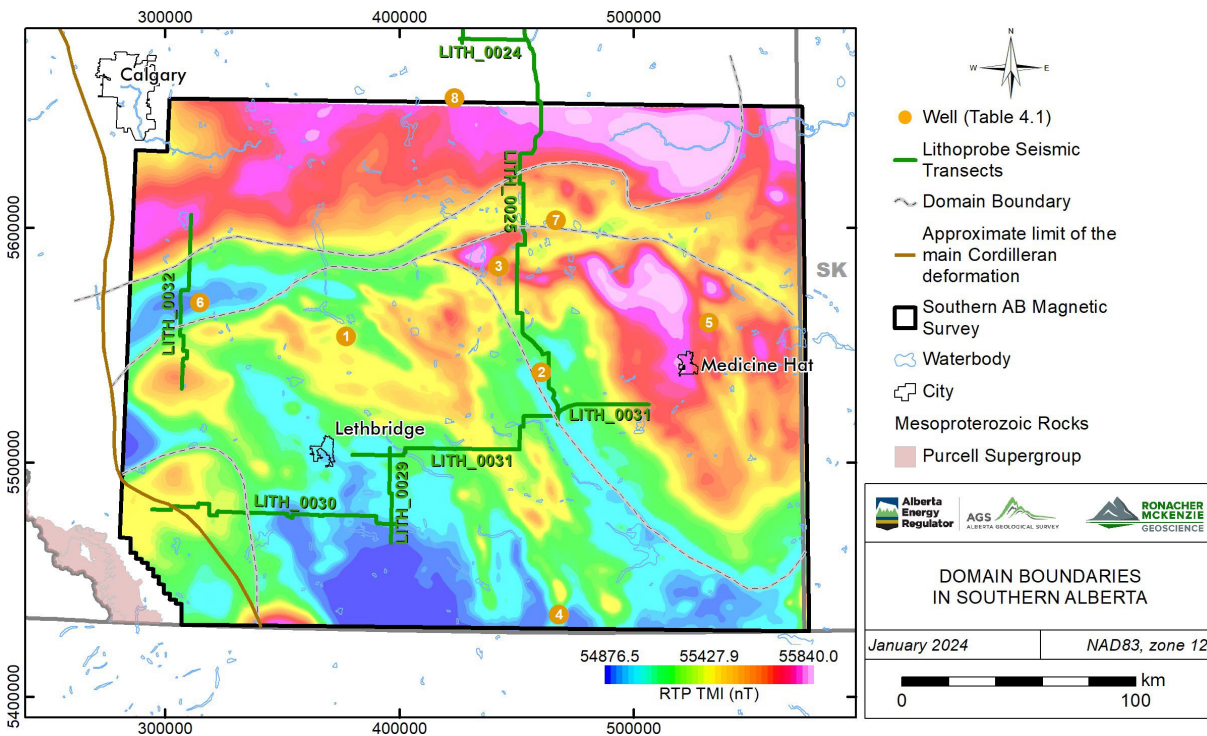 300000 400000 500000
LITH_0024
Calgary
8
LITH_0025
5600000
7
3
SK
LITH_0032
6
1
5
2
Medicine Hat
LITH_0031
Lethbridge
LITH_0031
5500000
LITH_0029
LITH_0030
4
54876.5 55427.9 55840.0
RTP TMI (nT)
5400000
300000 400000 500000
N
W E
S
Well (Table 4.1)
Lithoprobe Seismic
Transects
Domain Boundary
Approximate limit of the
main Cordilleran
deformation
Southern AB Magnetic
Survey
Waterbody
City
Mesoproterozoic Rocks
Purcell Supergroup
Alberta
Energy
Regulator
AGS
ALBERTA GEOLOGICAL SURVEY
RONACHER
MCKENZIE
GEOSCIENCE
DOMAIN BOUNDARIES
IN SOUTHERN ALBERTA
January 2024 NAD83, zone 12
km
0 100